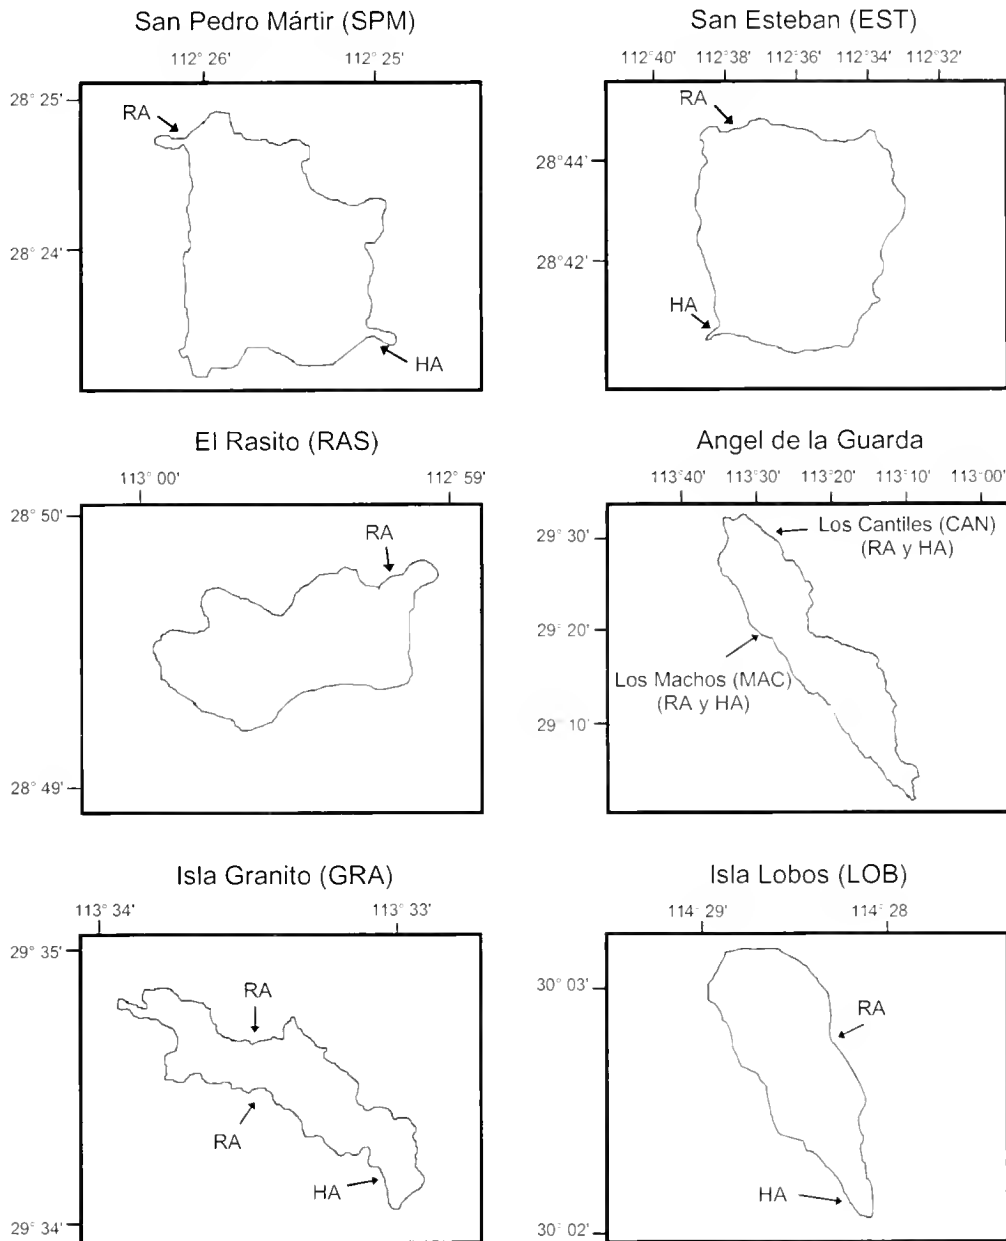 San Pedro Mártir (SPM)
112° 26' 112° 25'
28° 25'
RA
28° 24'
HA
San Esteban (EST)
112°40' 112°38' 112°36' 112°34' 112°32'
RA
28°44'
28°42'
HA
El Rasito (RAS)
113° 00' 112° 59'
28° 50'
RA
28° 49'
Angel de la Guarda
113°40' 113°30' 113°20' 113°10' 113°00'
29° 30'
Los Cantiles (CAN)
(RA y HA)
29° 20'
Los Machos (MAC)
(RA y HA)
29° 10'
Isla Granito (GRA)
113° 34' 113° 33'
29° 35'
RA
RA
HA
29° 34'
Isla Lobos (LOB)
114° 29' 114° 28'
30° 03'
RA
HA
30° 02'